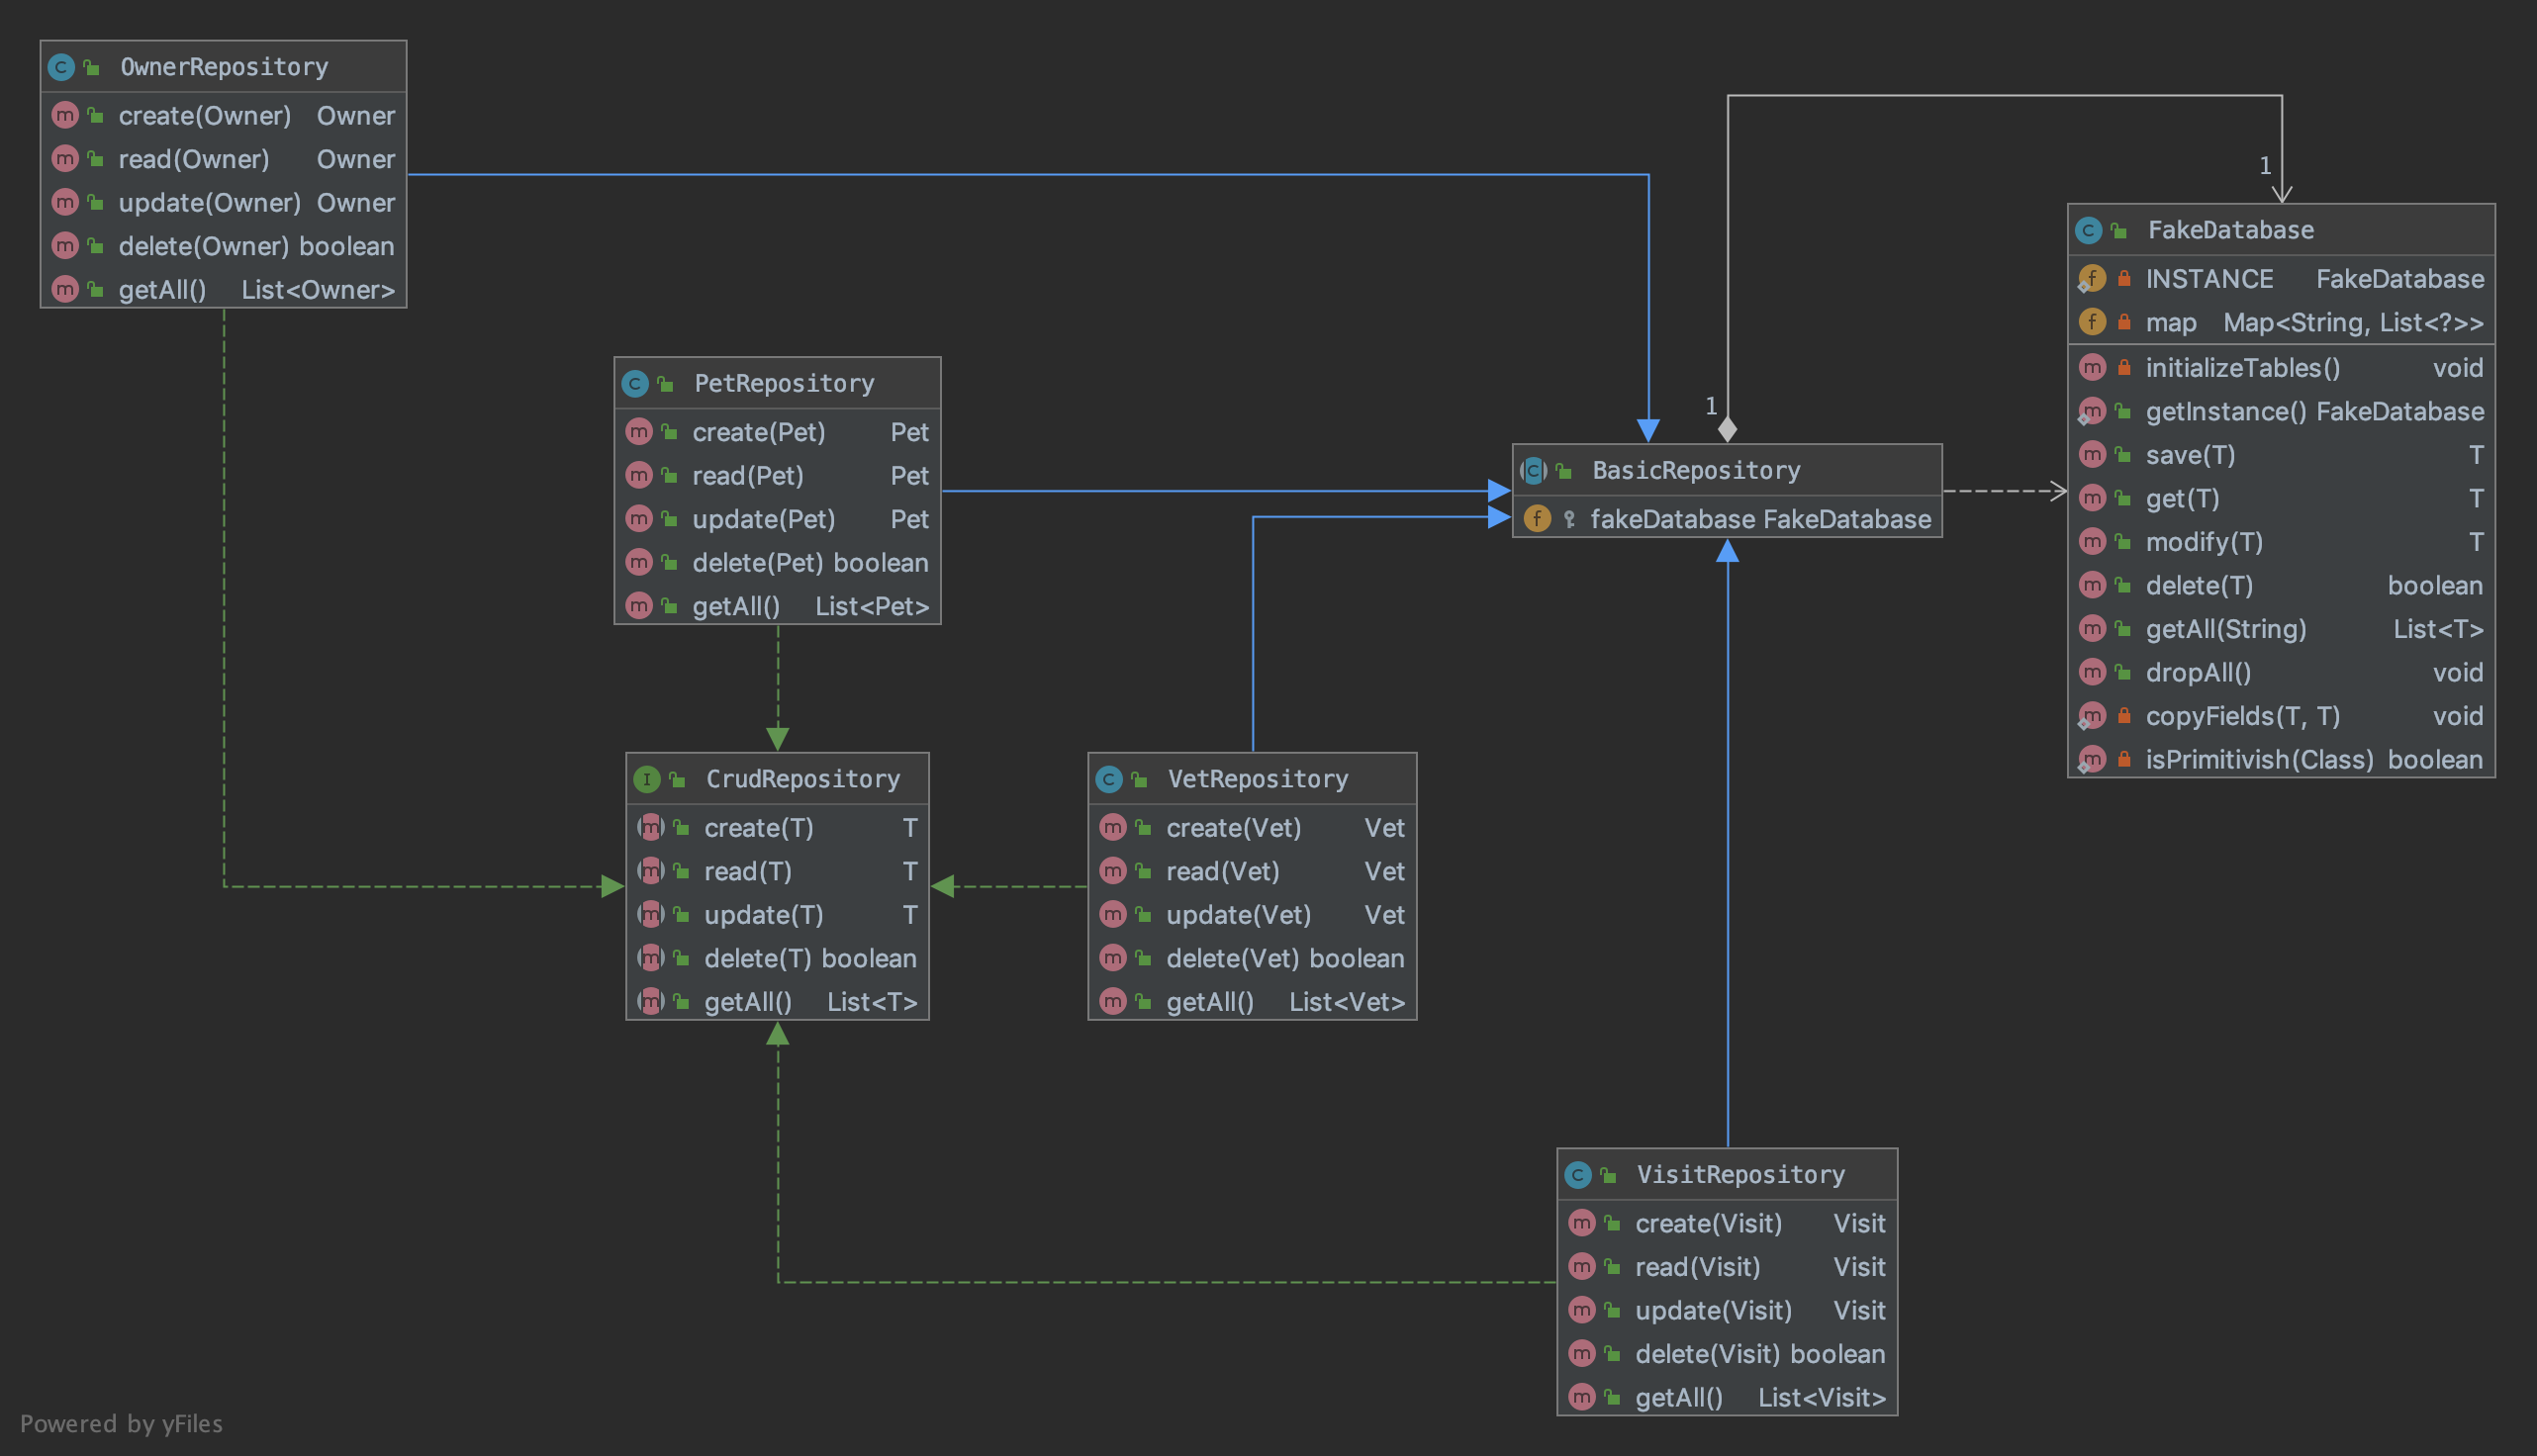 OwnerRepository
create(Owner) Owner
read(Owner) Owner
update(Owner) Owner
delete(Owner) boolean
getAll() List<Owner>
PetRepository
create(Pet) Pet
read(Pet) Pet
update(Pet) Pet
delete(Pet) boolean
getAll() List<Pet>
1
1
BasicRepository
fakeDatabase FakeDatabase
FakeDatabase
INSTANCE FakeDatabase
map Map<String, List<?>>
initializeTables() void
getInstance() FakeDatabase
save(T) T
get(T) T
modify(T) T
delete(T) boolean
getAll(String) List<T>
dropAll() void
copyFields(T, T) void
isPrimitivish(Class) boolean
CrudRepository
create(T) T
read(T) T
update(T) T
delete(T) boolean
getAll() List<T>
VetRepository
create(Vet) Vet
read(Vet) Vet
update(Vet) Vet
delete(Vet) boolean
getAll() List<Vet>
VisitRepository
create(Visit) Visit
read(Visit) Visit
update(Visit) Visit
delete(Visit) boolean
getAll() List<Visit>
Powered by yFiles